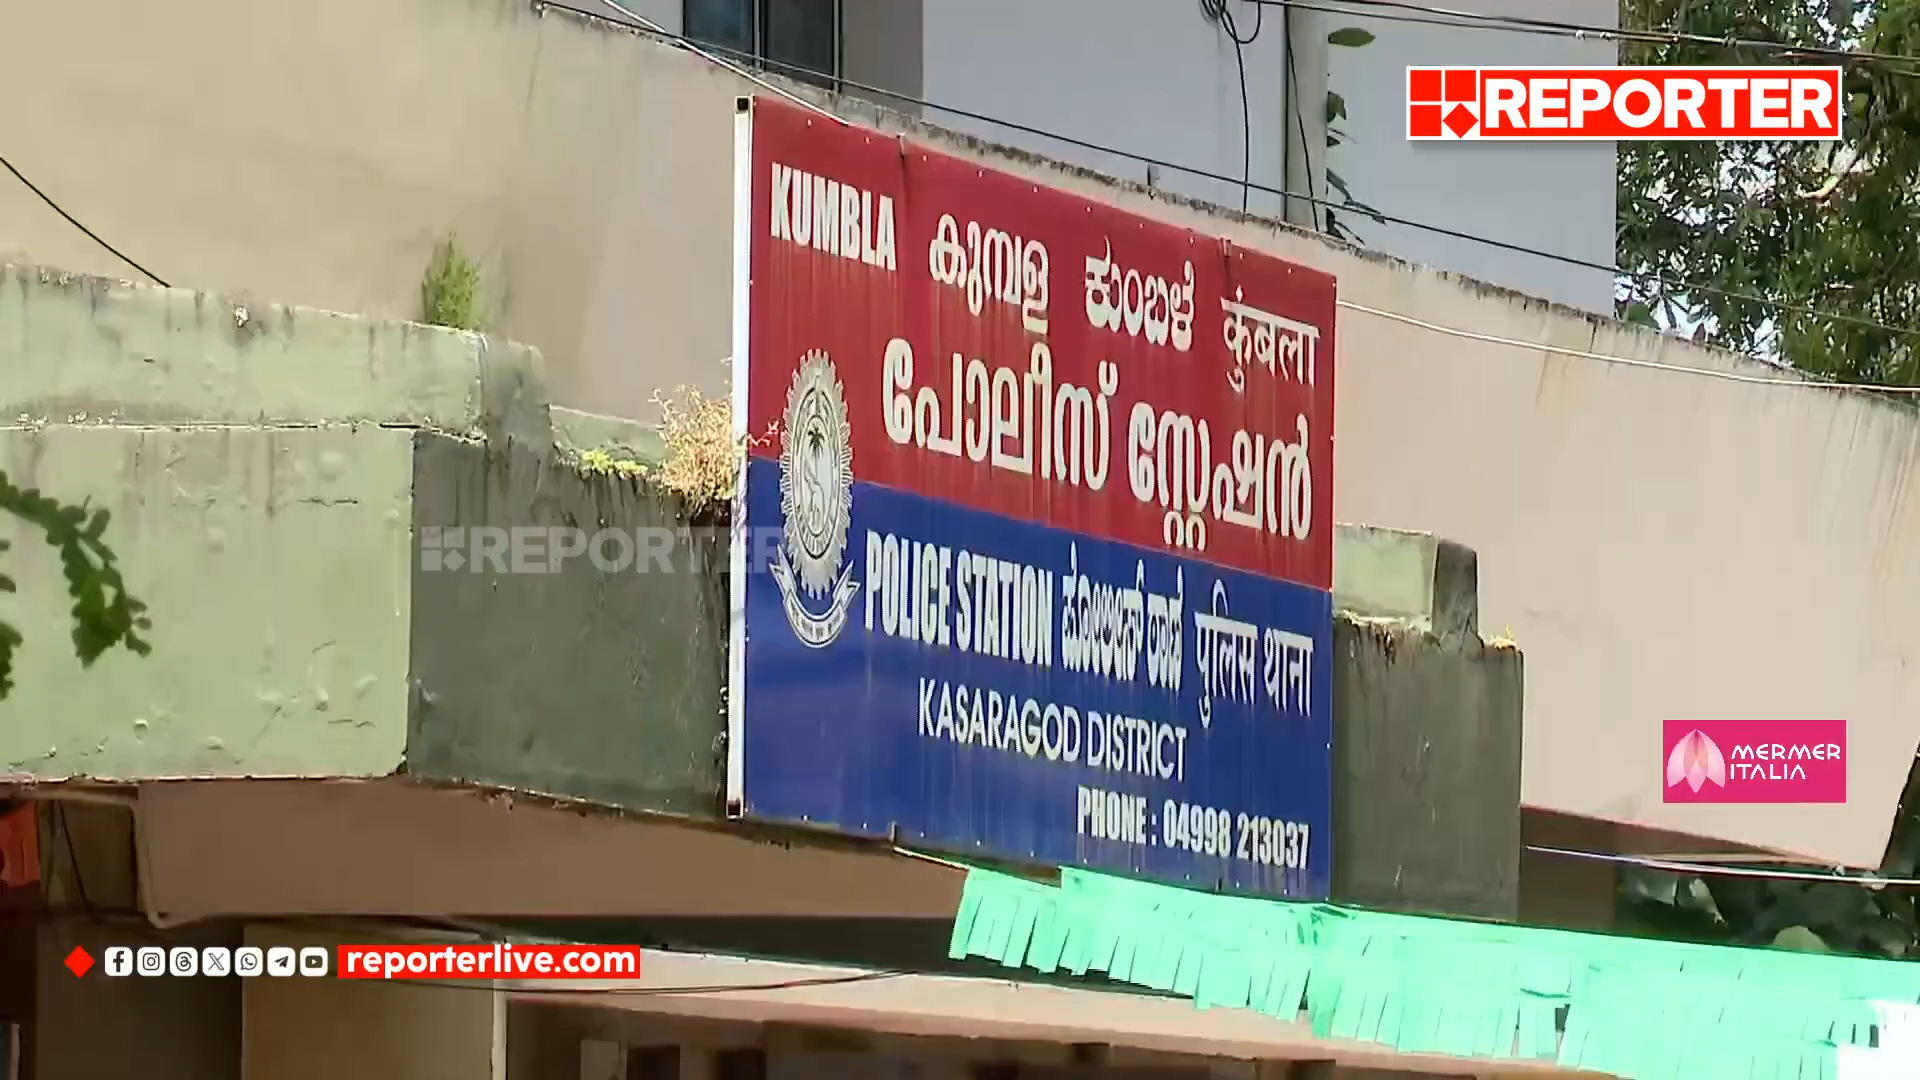 REPORTER
KUMBLA കുമ്പള ಕುಂಬಳೆ कुंबला
പോലീസ് സ്റ്റേഷൻ
REPORTER
POLICE STATION ಪೊಲೀಸ್ ಠಾಣೆ पुलिस थाना
KASARAGOD DISTRICT
PHONE : 04998 213037
MERMER
ITALIA
reporterlive.com